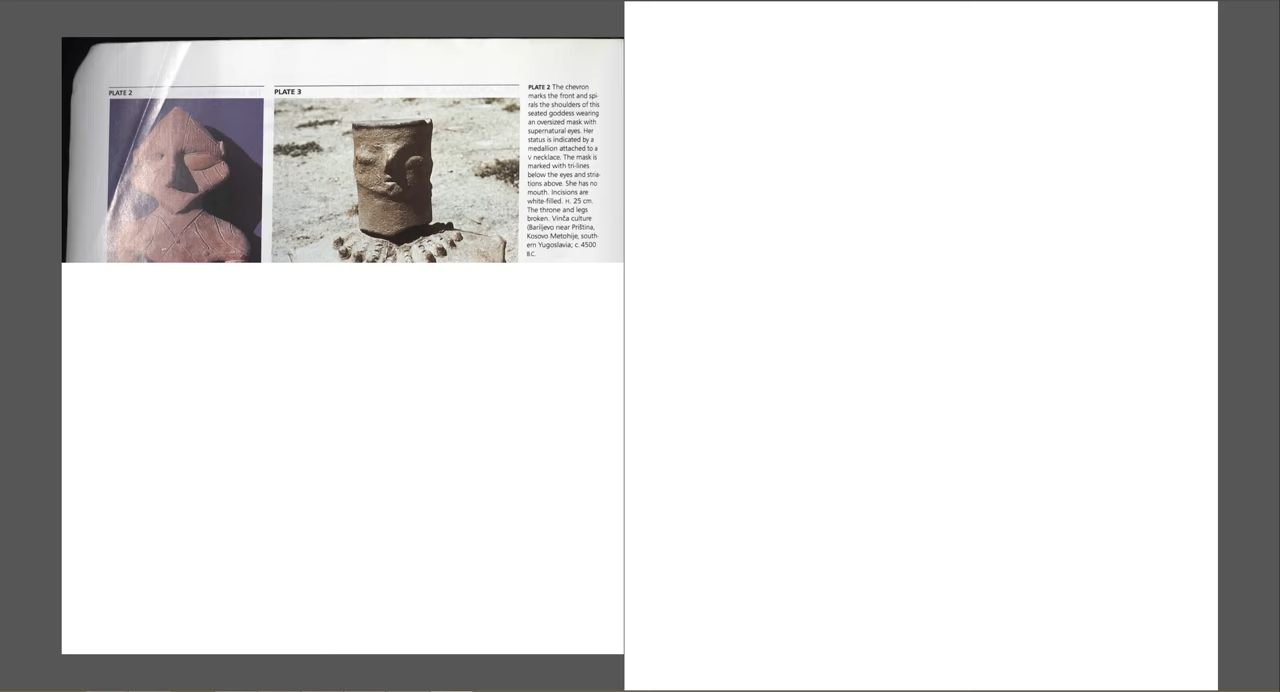 PLATE 2
PLATE 3
PLATE 2 The chevron
marks the front and spi-
rals the shoulders of this
seated goddess wearing
an oversized mask with
supernatural eyes. Her
status is indicated by a
medallion attached to a
V necklace. The mask is
marked with tri-lines
below the eyes and stria-
tions above. She has no
mouth. Incisions are
white-filled. H. 25 cm.
The throne and legs
broken. Vinča culture
(Bariljevo near Priština,
Kosovo Metohije, south-
ern Yugoslavia; c. 4500
B.C.